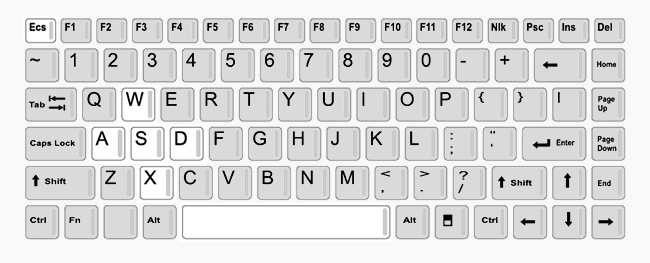 Ecs F1 F2 F3 F4 F5 F6 F7 F8 F9 F10 F11 F12 Nlk Psc Ins Del
~ 1 2 3 4 5 6 7 8 9 0 - + ← Home
Tab Q W E R T Y U I O P { } I Page Up
Caps Lock A S D F G H J K L : ; " ' Enter Page Down
↑ Shift Z X C V B N M < , > . ? / ↑ Shift ↑ End
Ctrl Fn Alt Alt Ctrl ← ↓ →